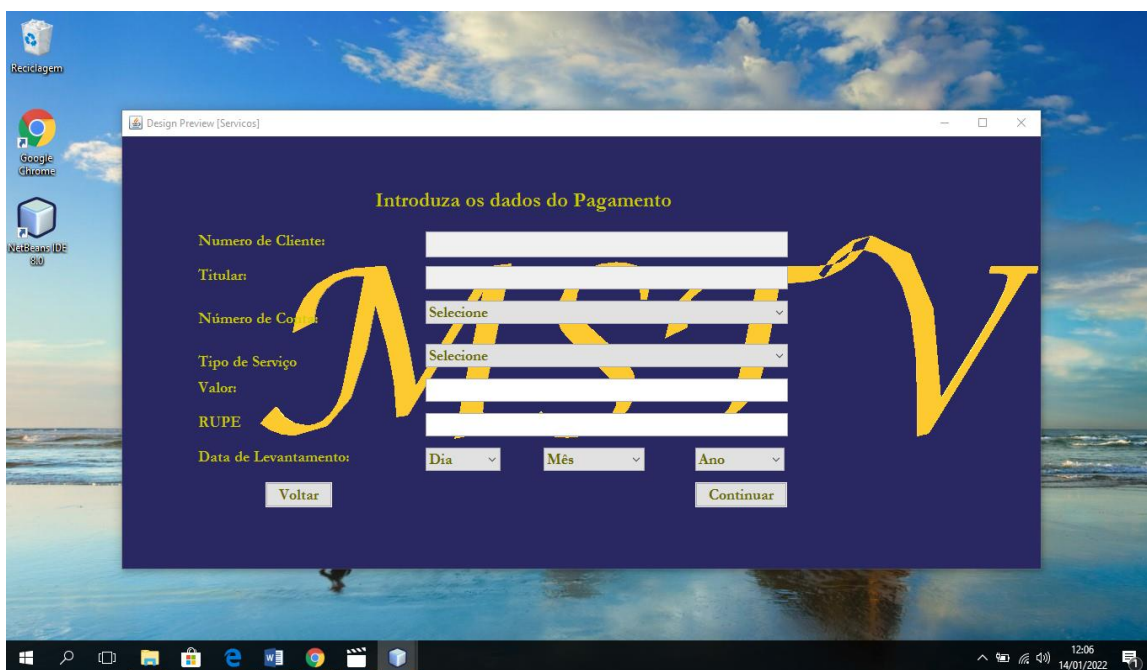 Reciclagem
Google
Chrome
NetBeans IDE
8.0
Design Preview [Servicos]
Introduza os dados do Pagamento
Numero de Cliente:
Titular:
Número de Conta:
Selecione
Tipo de Serviço
Selecione
Valor:
RUPE
Data de Levantamento:
Dia
Mês
Ano
Voltar
Continuar
MSTV
12:06
14/01/2022